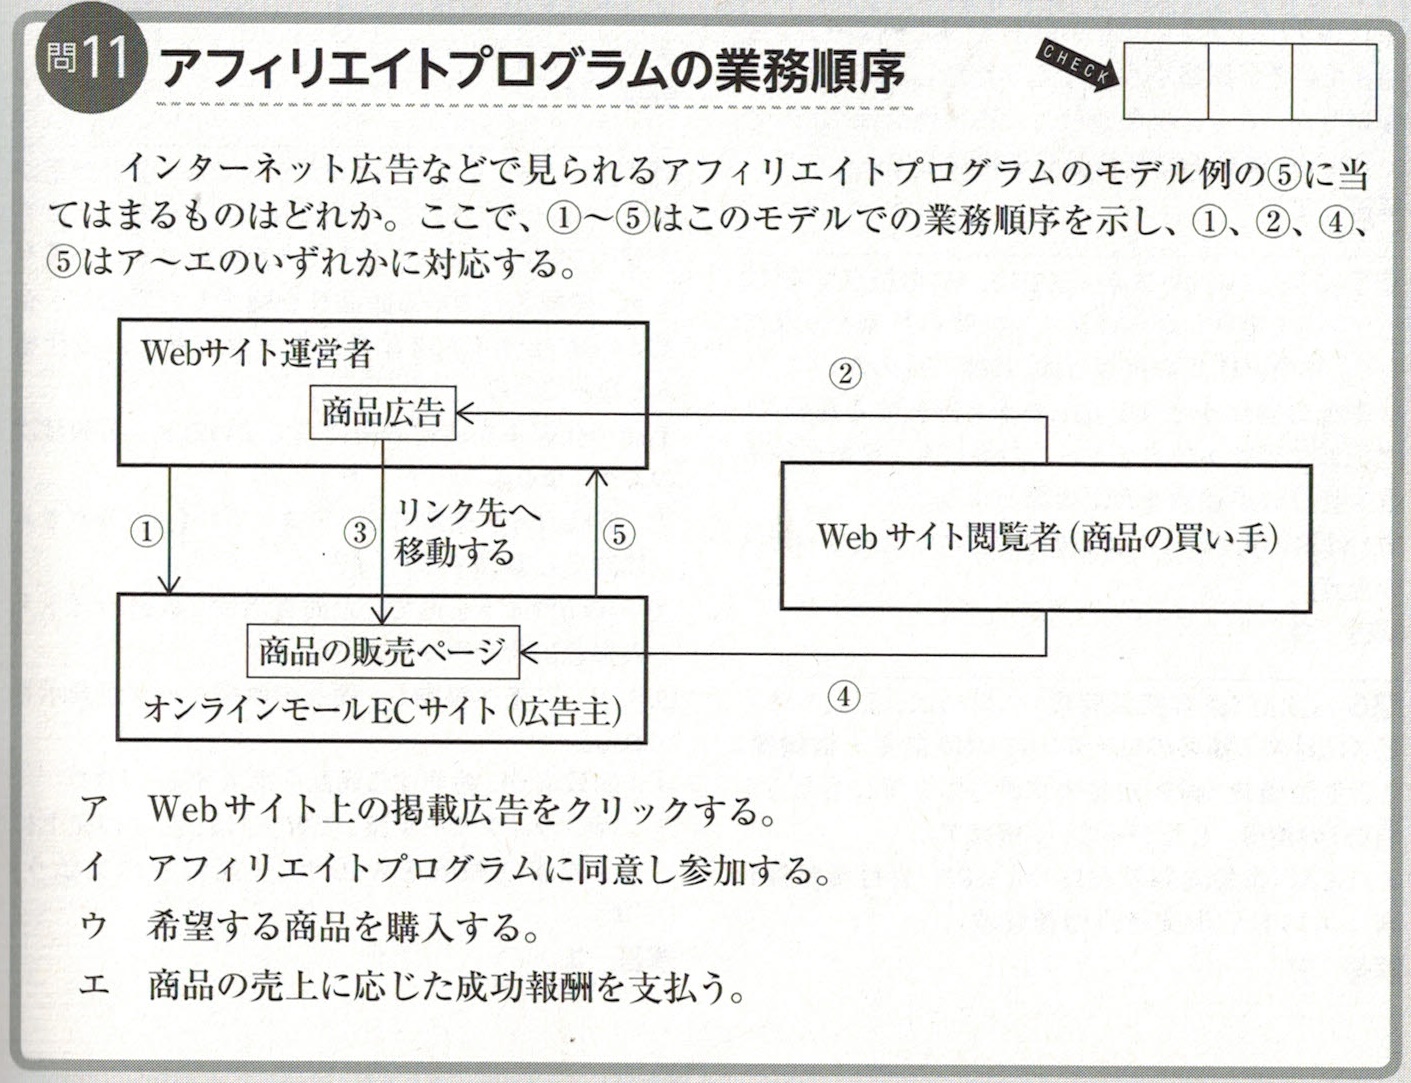 問11 アフィリエイトプログラムの業務順序
CHECK
インターネット広告などで見られるアフィリエイトプログラムのモデル例の⑤に当
てはまるものはどれか。ここで、①～⑤はこのモデルでの業務順序を示し、①、②、④、
⑤はア～エのいずれかに対応する。
Webサイト運営者
商品広告
②
①
③
リンク先へ
移動する
⑤
Webサイト閲覧者(商品の買い手)
商品の販売ページ
オンラインモールECサイト(広告主)
④
ア Webサイト上の掲載広告をクリックする。
イ アフィリエイトプログラムに同意し参加する。
ウ 希望する商品を購入する。
エ 商品の売上に応じた成功報酬を支払う。